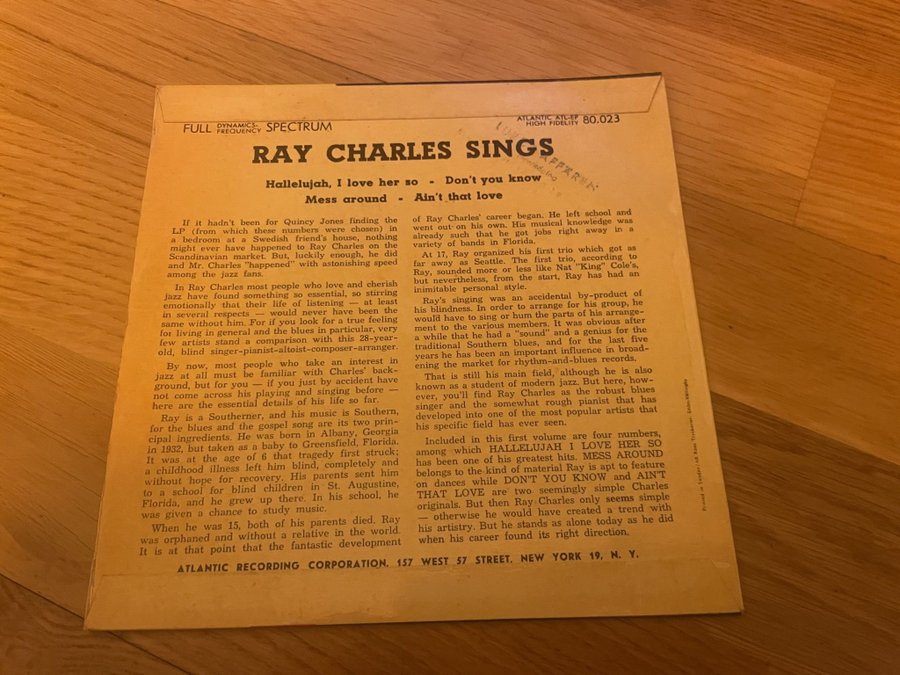 FULL DYNAMICS-FREQUENCY SPECTRUM
ATLANTIC ATL-EP
HIGH FIDELITY 80.023
RAY CHARLES SINGS
Hallelujah, I love her so - Don't you know
Mess around - Ain't that love
If it hadn't been for Quincy Jones finding the
LP (from which these numbers were chosen) in
a bedroom at a Swedish friend's house, nothing
might ever have happened to Ray Charles on the
Scandinavian market. But, luckily enough, he did
and Mr. Charles "happened" with astonishing speed
among the jazz fans.
In Ray Charles most people who love and cherish
jazz have found something so essential, so stirring
emotionally that their life of listening — at least
in several respects — would never have been the
same without him. For if you look for a true feeling
for living in general and the blues in particular, very
few artists stand a comparison with this 28-year-
old, blind singer-pianist-altoist-composer-arranger.
By now, most people who take an interest in
jazz at all must be familiar with Charles' back-
ground, but for you — if you just by accident have
not come across his playing and singing before —
here are the essential details of his life so far.
Ray is a Southerner, and his music is Southern,
for the blues and the gospel song are its two prin-
cipal ingredients. He was born in Albany, Georgia
in 1932, but taken as a baby to Greensfield, Florida.
It was at the age of 6 that tragedy first struck;
a childhood illness left him blind, completely and
without hope for recovery. His parents sent him
to a school for blind children in St. Augustine,
Florida, and he grew up there. In his school, he
was given a chance to study music.
When he was 15, both of his parents died. Ray
was orphaned and without a relative in the world.
It is at that point that the fantastic development
of Ray Charles' career began. He left school and
went out on his own. His musical knowledge was
already such that he got jobs right away in a
variety of bands in Florida.
At 17, Ray organized his first trio which got as
far away as Seattle. The first trio, according to
Ray, sounded more or less like Nat "King" Cole's,
but nevertheless, from the start, Ray has had an
inimitable personal style.
Ray's singing was an accidental by-product of
his blindness. In order to arrange for his group, he
would have to sing or hum the parts of his arrange-
ment to the various members. It was obvious after
a while that he had a "sound" and a genius for the
traditional Southern blues, and for the last five
years he has been an important influence in broad-
ening the market for rhythm-and-blues records.
That is still his main field, although he is also
known as a student of modern jazz. But here, how-
ever, you'll find Ray Charles as the robust blues
singer and the somewhat rough pianist that has
developed into one of the most popular artists that
his specific field has ever seen.
Included in this first volume are four numbers,
among which HALLELUJAH I LOVE HER SO
has been one of his greatest hits. MESS AROUND
belongs to the kind of material Ray is apt to feature
on dances while DON'T YOU KNOW and AIN'T
THAT LOVE are two seemingly simple Charles
originals. But then Ray Charles only seems simple
— otherwise he would have created a trend with
his artistry. But he stands as alone today as he did
when his career found its right direction.
ATLANTIC RECORDING CORPORATION, 157 WEST 57 STREET, NEW YORK 19, N. Y.